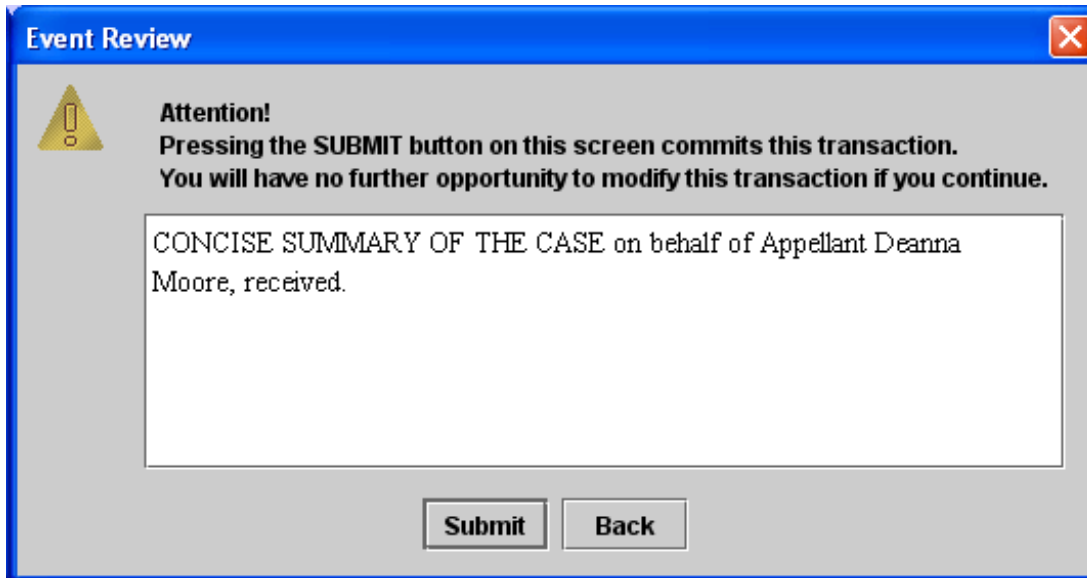 Event Review
Attention!
Pressing the SUBMIT button on this screen commits this transaction.
You will have no further opportunity to modify this transaction if you continue.
CONCISE SUMMARY OF THE CASE on behalf of Appellant Deanna
Moore, received.
Submit Back